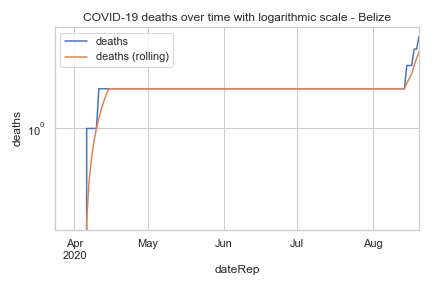 COVID-19 deaths over time with logarithmic scale - Belize
deaths
deaths (rolling)
deaths
10⁰
Apr
2020
May
Jun
Jul
Aug
dateRep